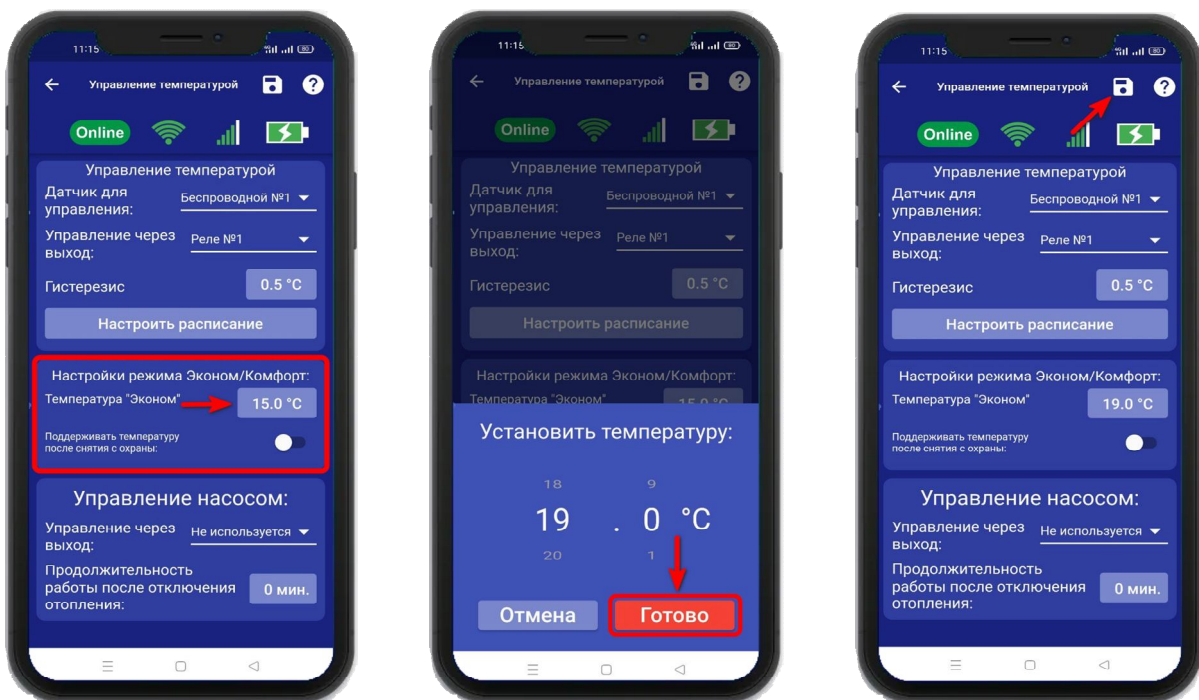 11:15
Управление температурой
Online
Управление температурой
Датчик для
управления:
Беспроводной №1
Управление через
выход:
Реле №1
Гистерезис
0.5 °C
Настроить расписание
Настройки режима Эконом/Комфорт:
Температура "Эконом"
15.0 °C
Поддерживать температуру
после снятия с охраны:
Управление насосом:
Управление через
выход:
Не используется
Продолжительность
работы после отключения
отопления:
0 мин.
11:15
Управление температурой
Online
Управление температурой
Датчик для
управления:
Беспроводной №1
Управление через
выход:
Реле №1
Гистерезис
0.5 °C
Настроить расписание
Настройки режима Эконом/Комфорт:
Температура "Эконом"
15.0 °C
Установить температуру:
18 9
19 . 0 °C
20 1
Отмена
Готово
11:15
Управление температурой
Online
Управление температурой
Датчик для
управления:
Беспроводной №1
Управление через
выход:
Реле №1
Гистерезис
0.5 °C
Настроить расписание
Настройки режима Эконом/Комфорт:
Температура "Эконом"
19.0 °C
Поддерживать температуру
после снятия с охраны:
Управление насосом:
Управление через
выход:
Не используется
Продолжительность
работы после отключения
отопления:
0 мин.